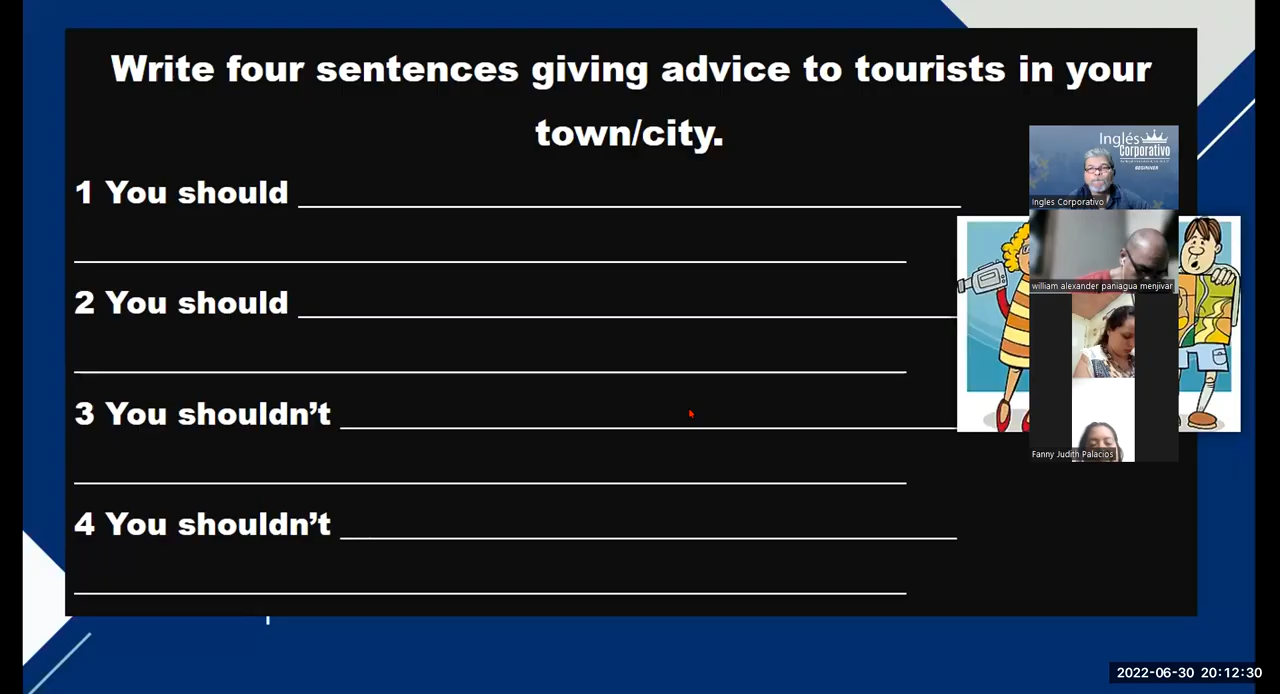 Write four sentences giving advice to tourists in your
town/city.
1 You should
2 You should
3 You shouldn’t
4 You shouldn’t
Inglés
Corporativo
BEGINNER
Ingles Corporativo
william alexander paniagua menjivar
Fanny Judith Palacios
2022-06-30 20:12:30